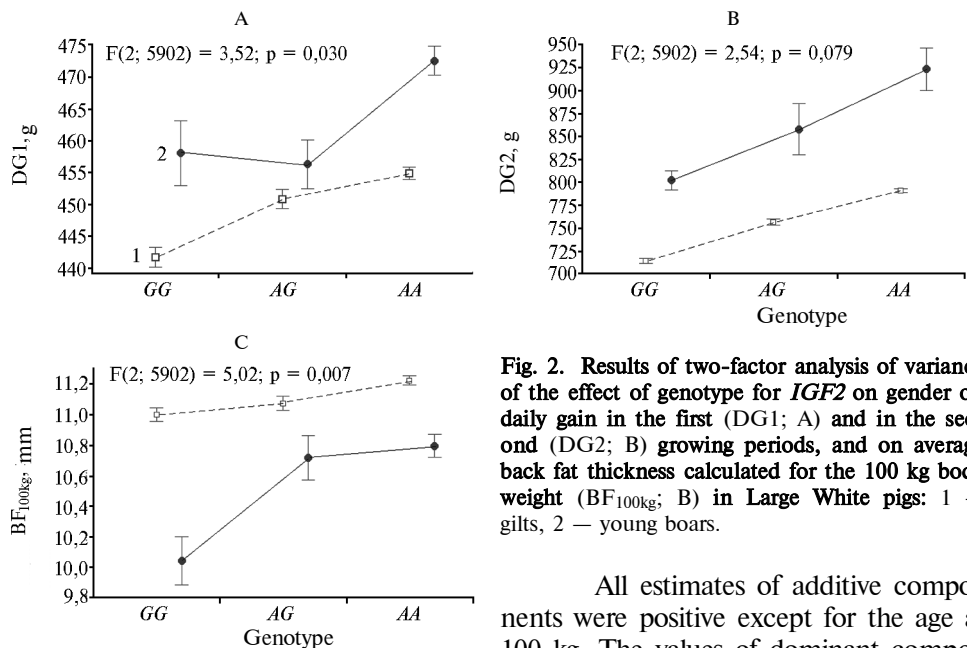 A
475
470
465
460
455
450
445
440
DG1, g
F(2; 5902) = 3,52; p = 0,030
2
1
GG AG AA
B
950
925
900
875
850
825
800
775
750
725
700
DG2, g
F(2; 5902) = 2,54; p = 0,079
GG AG AA
Genotype
C
11,2
11,0
10,8
10,6
10,4
10,2
10,0
9,8
BF100kg, mm
F(2; 5902) = 5,02; p = 0,007
GG AG AA
Genotype
Fig. 2. Results of two-factor analysis of varianc
of the effect of genotype for IGF2 on gender o
daily gain in the first (DG1; A) and in the sec
ond (DG2; B) growing periods, and on averag
back fat thickness calculated for the 100 kg bod
weight (BF100kg; B) in Large White pigs: 1 —
gilts, 2 — young boars.
All estimates of additive compo
nents were positive except for the age a
100 kg. The values of dominant compo